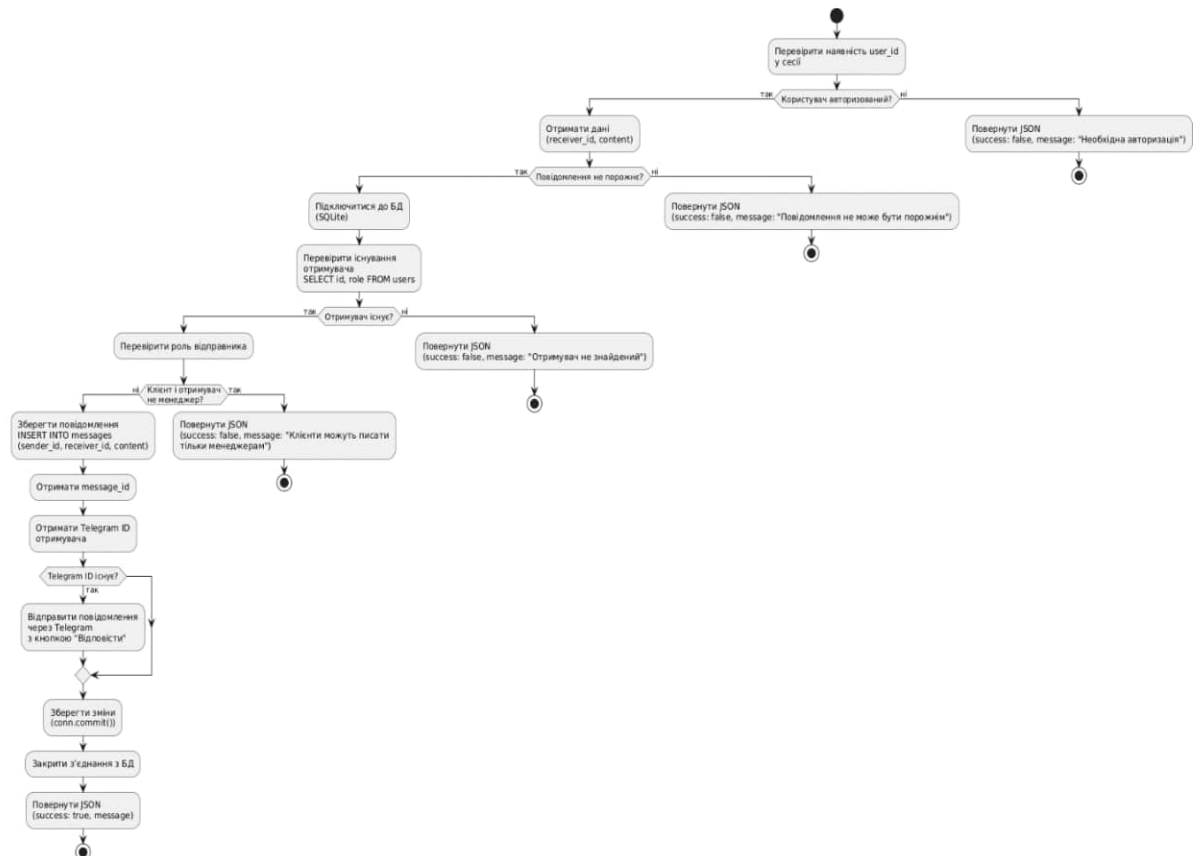 Перевірити наявність user_id
у сесії
так
Користувач авторизований?
ні
Отримати дані
(receiver_id, content)
Повернути JSON
(success: false, message: "Необхідна авторизація")
так
Повідомлення не порожнє?
ні
Підключитися до БД
(SQLite)
Повернути JSON
(success: false, message: "Повідомлення не може бути порожнім")
Перевірити існування
отримувача
SELECT id, role FROM users
так
Отримувач існує?
ні
Перевірити роль відправника
Повернути JSON
(success: false, message: "Отримувач не знайдений")
ні
Клієнт і отримувач
не менеджер?
так
Зберегти повідомлення
INSERT INTO messages
(sender_id, receiver_id, content)
Повернути JSON
(success: false, message: "Клієнти можуть писати
тільки менеджерам")
Отримати message_id
Отримати Telegram ID
отримувача
Telegram ID існує?
так
Відправити повідомлення
через Telegram
з кнопкою "Відповісти"
Зберегти зміни
(conn.commit())
Закрити з'єднання з БД
Повернути JSON
(success: true, message)